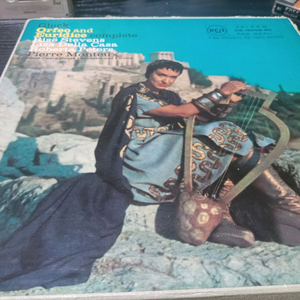 Gluck
Orfeo and
Euridice complete
Risë Stevens
Lisa Della Casa
Roberta Peters
Pierre Monteux
RCA